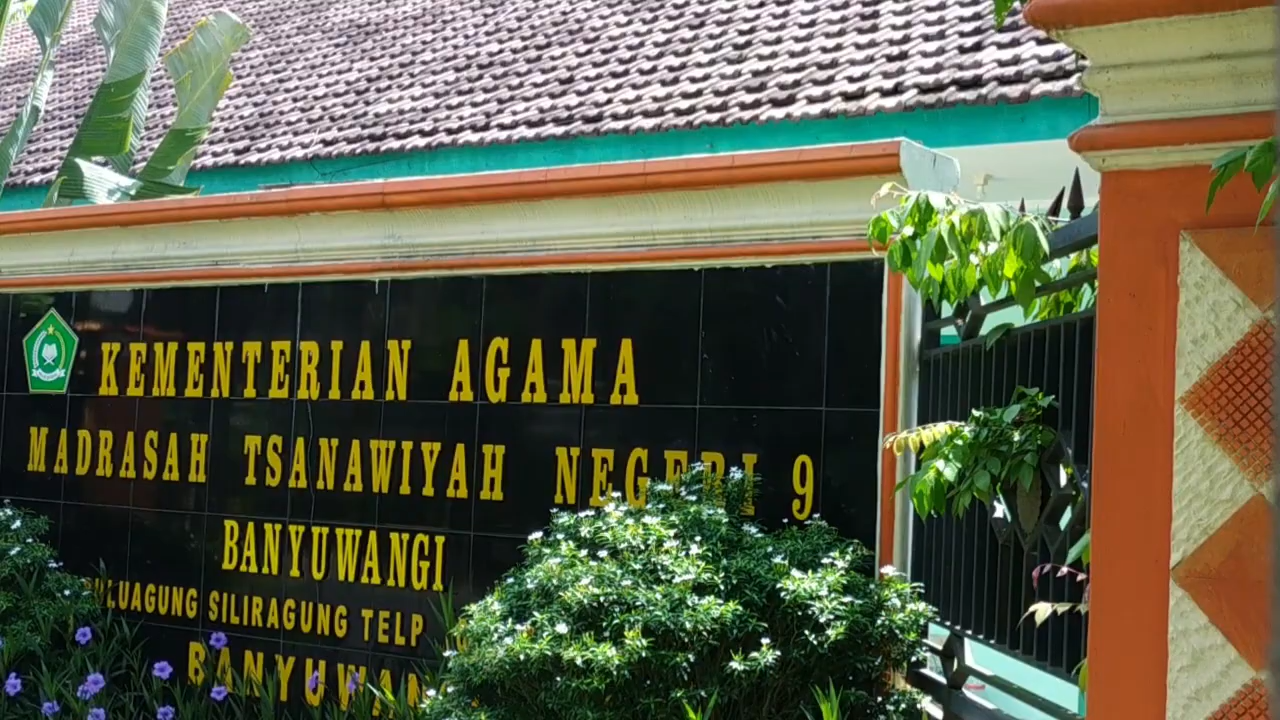 KEMENTERIAN AGAMA
MADRASAH TSANAWIYAH NEGERI 9
BANYUWANGI
SILIRAGUNG TELP